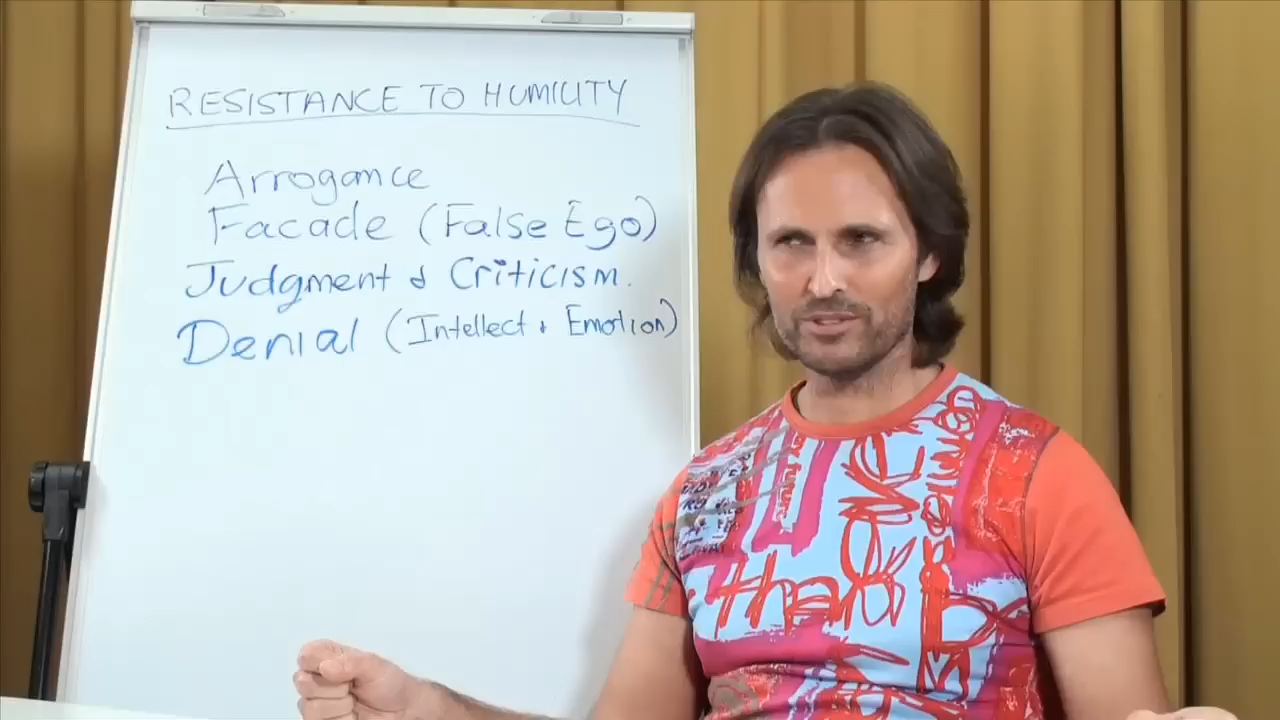 RESISTANCE TO HUMILITY
Arrogance
Facade (False Ego)
Judgment & Criticism.
Denial (Intellect + Emotion)